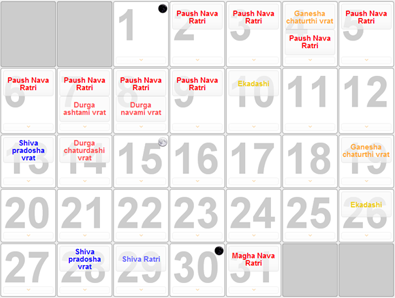 1
2 Paush Nava
Ratri
3 Paush Nava
Ratri
4 Ganesha
chaturthi vrat
Paush Nava
Ratri
5 Paush Nava
Ratri
6 Paush Nava
Ratri
7 Paush Nava
Ratri
Durga
ashtami vrat
8 Paush Nava
Ratri
Durga
navami vrat
9 Paush Nava
Ratri
10 Ekadashi
11
12
13 Shiva
pradosha
vrat
14 Durga
chaturdashi
vrat
15
16
17
18
19 Ganesha
chaturthi vrat
20
21
22
23
24
25
26 Ekadashi
27
28 Shiva
pradosha
vrat
29 Shiva Ratri
30
31 Magha Nava
Ratri